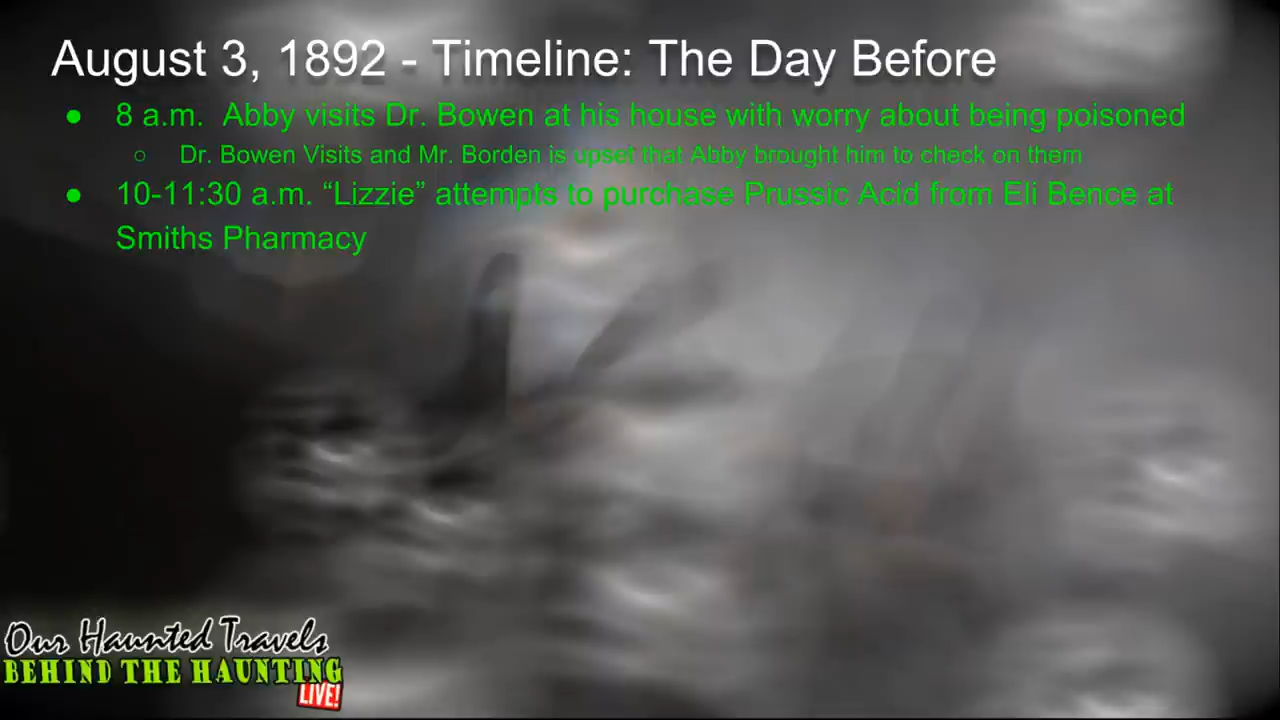 August 3, 1892 - Timeline: The Day Before
● 8 a.m.  Abby visits Dr. Bowen at his house with worry about being poisoned
○ Dr. Bowen Visits and Mr. Borden is upset that Abby brought him to check on them
● 10-11:30 a.m. “Lizzie” attempts to purchase Prussic Acid from Eli Bence at
Smiths Pharmacy
Our Haunted Travels
BEHIND THE HAUNTING
LIVE!